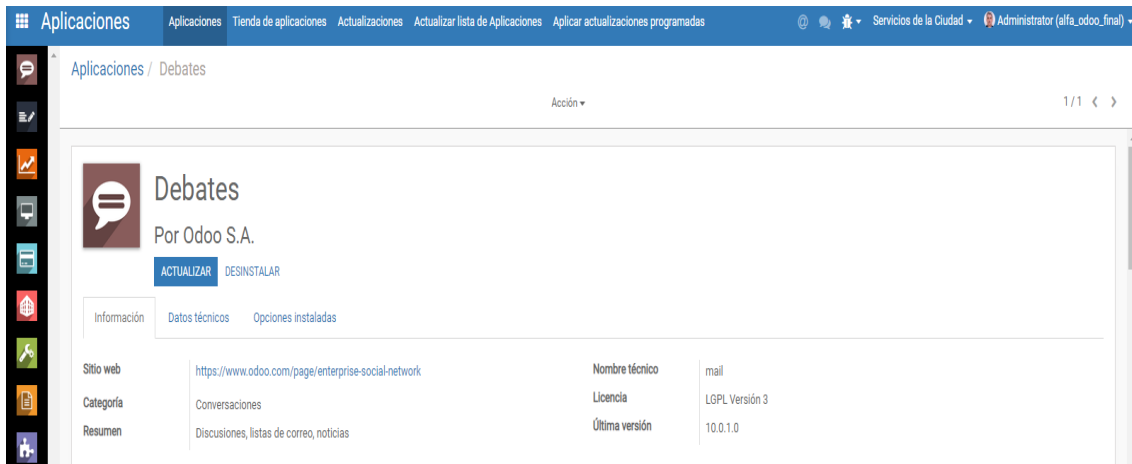 Aplicaciones Aplicaciones Tienda de aplicaciones Actualizaciones Actualizar lista de Aplicaciones Aplicar actualizaciones programadas @ Servicios de la Ciudad Administrator (alfa_odoo_final)
Aplicaciones / Debates
Acción 1 / 1
Debates
Por Odoo S.A.
ACTUALIZAR DESINSTALAR
Información Datos técnicos Opciones instaladas
Sitio web https://www.odoo.com/page/enterprise-social-network Nombre técnico mail
Categoría Conversaciones Licencia LGPL Versión 3
Resumen Discusiones, listas de correo, noticias Última versión 10.0.1.0